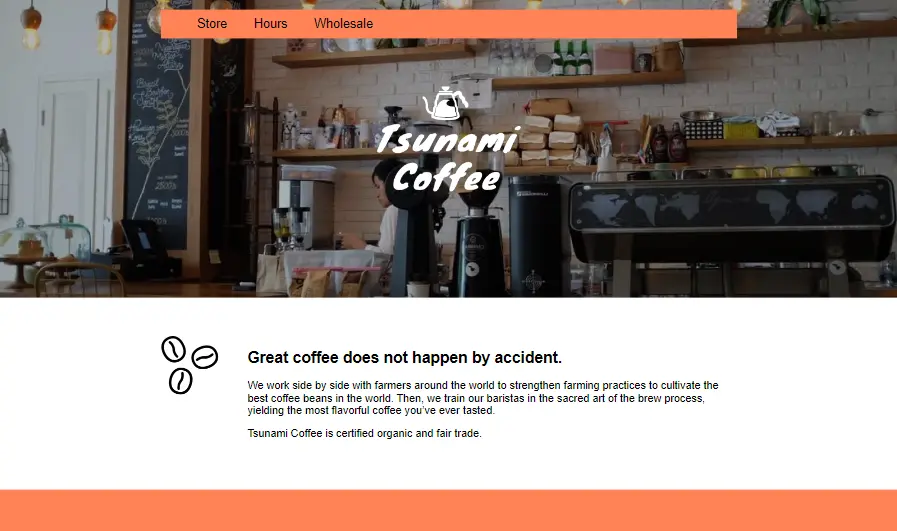 Store Hours Wholesale
Tsunami
Coffee
Great coffee does not happen by accident.
We work side by side with farmers around the world to strengthen farming practices to cultivate the
best coffee beans in the world. Then, we train our baristas in the sacred art of the brew process,
yielding the most flavorful coffee you've ever tasted.
Tsunami Coffee is certified organic and fair trade.